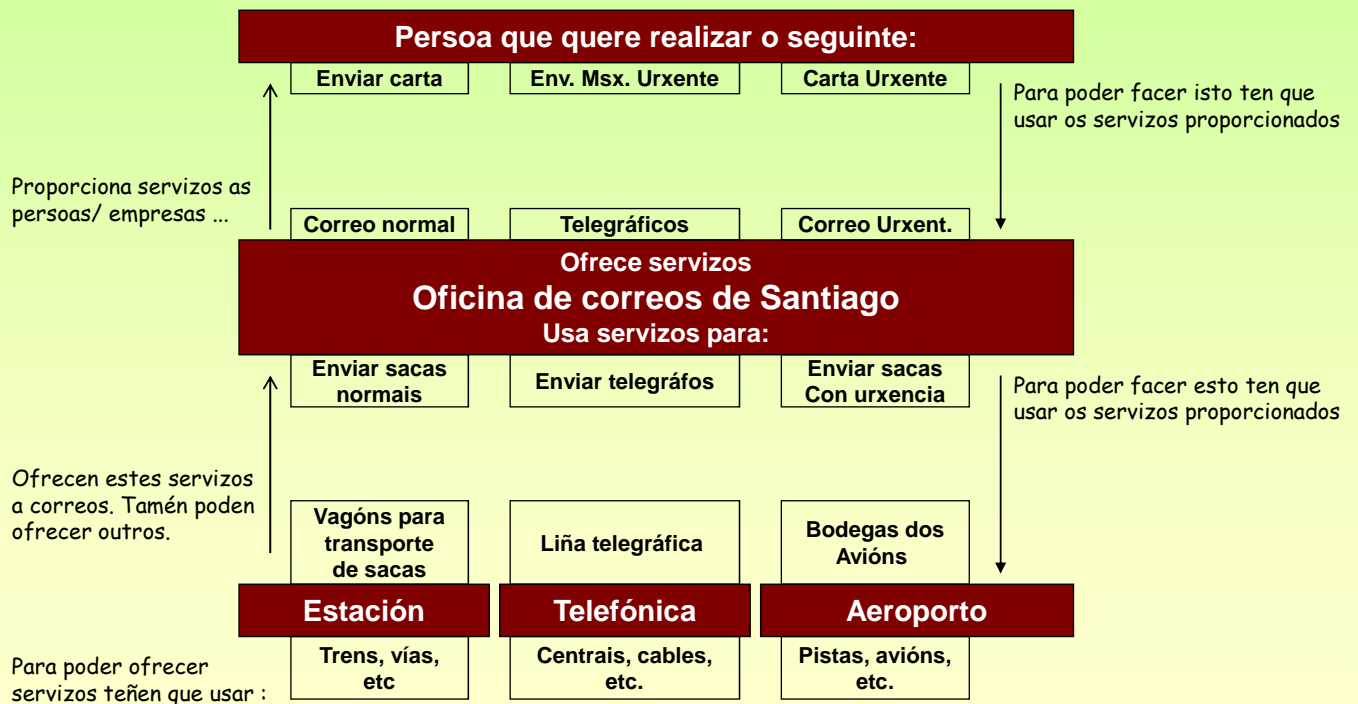 Persoa que quere realizar o seguinte:
Enviar carta
Env. Msx. Urxente
Carta Urxente
Para poder facer isto ten que
usar os servizos proporcionados
Proporciona servizos as
persoas/ empresas ...
Correo normal
Telegráficos
Correo Urxent.
Ofrece servizos
Oficina de correos de Santiago
Usa servizos para:
Enviar sacas
normais
Enviar telegráfos
Enviar sacas
Con urxencia
Para poder facer esto ten que
usar os servizos proporcionados
Ofrecen estes servizos
a correos. Tamén poden
ofrecer outros.
Vagóns para
transporte
de sacas
Liña telegráfica
Bodegas dos
Avións
Estación
Telefónica
Aeroporto
Para poder ofrecer
servizos teñen que usar :
Trens, vías,
etc
Centrais, cables,
etc.
Pistas, avións,
etc.